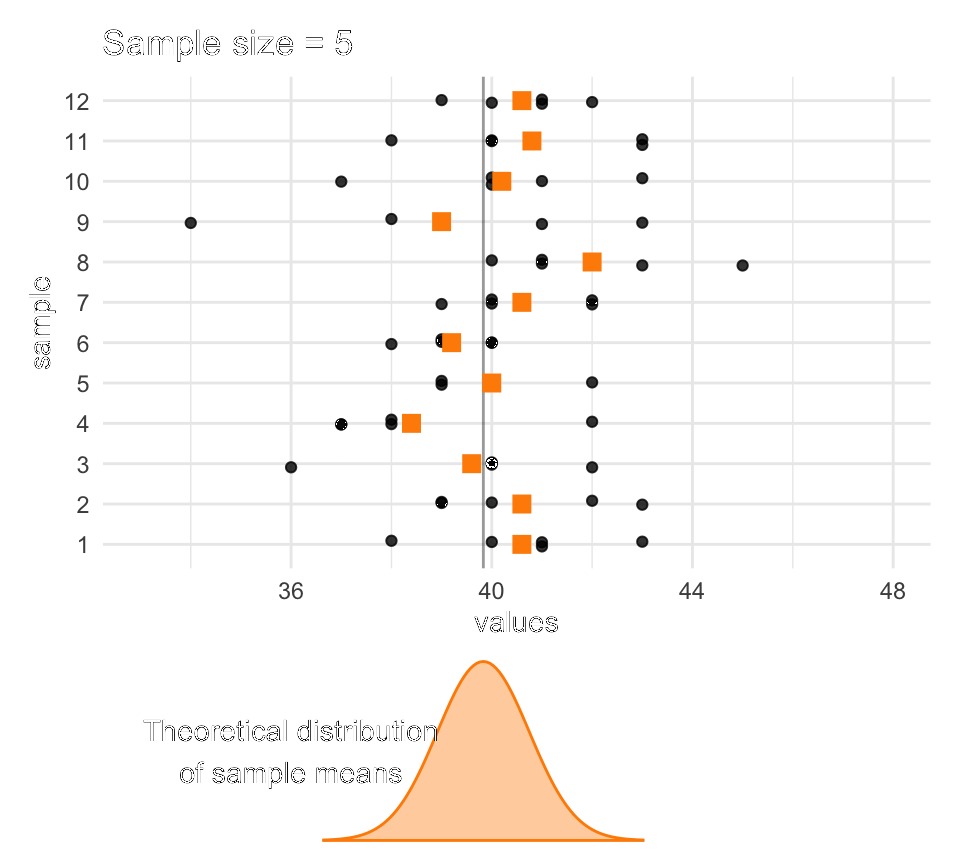 Sample size = 5
12
11
10
9
8
7
6
5
4
3
2
1
sample
36 40 44 48
values
Theoretical distribution
of sample means